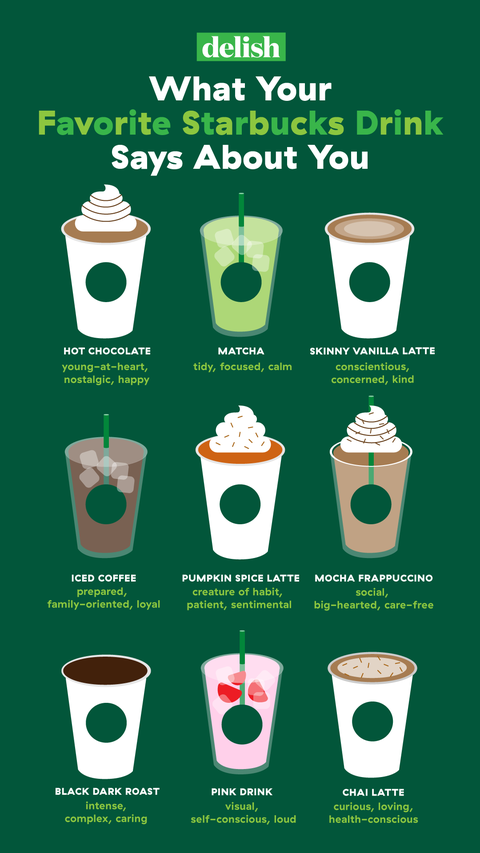 delish
What Your
Favorite Starbucks Drink
Says About You
HOT CHOCOLATE
young-at-heart,
nostalgic, happy
MATCHA
tidy, focused, calm
SKINNY VANILLA LATTE
conscientious,
concerned, kind
ICED COFFEE
prepared,
family-oriented, loyal
PUMPKIN SPICE LATTE
creature of habit,
patient, sentimental
MOCHA FRAPPUCCINO
social,
big-hearted, care-free
BLACK DARK ROAST
intense,
complex, caring
PINK DRINK
visual,
self-conscious, loud
CHAI LATTE
curious, loving,
health-conscious